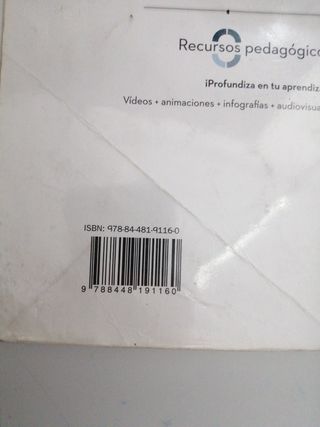 Recursos pedagógico
¡Profundiza en tu aprendiz
Vídeos + animaciones + infografías + audiovisua
ISBN: 978-84-481-9116-0
9 788448 191160